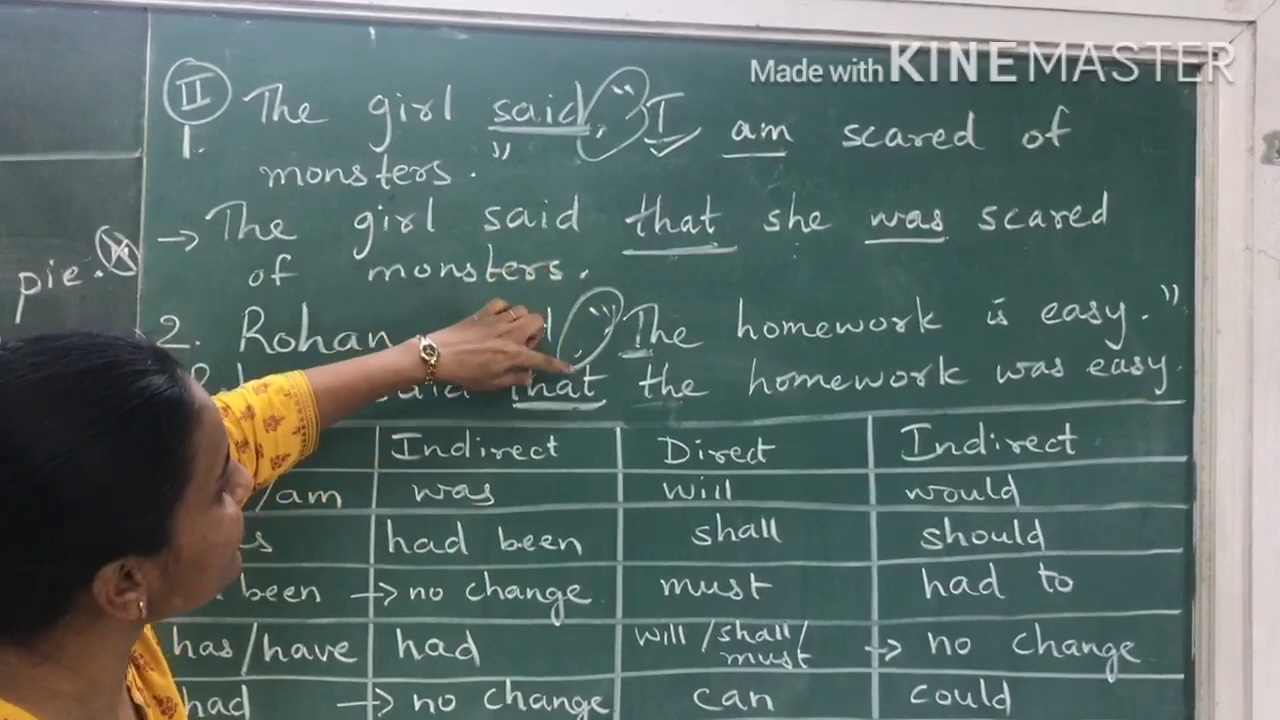 Made with KINEMASTER
II The girl said, " I am scared of
1. monsters."
→ The girl said that she was scared
of monsters.
pie.
2. Rohan , " The homework is easy."
said that the homework was easy.
Indirect Direct Indirect
/am was will would
had been shall should
been → no change must had to
has/have had will/shall/must → no change
had → no change can could